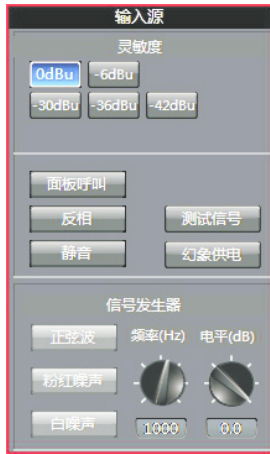 输入源
灵敏度
0dBu -6dBu
-30dBu -36dBu -42dBu
面板呼叫
反相 测试信号
静音 幻象供电
信号发生器
正弦波 频率(Hz) 电平(dB)
粉红噪声
白噪声 1000 0.0